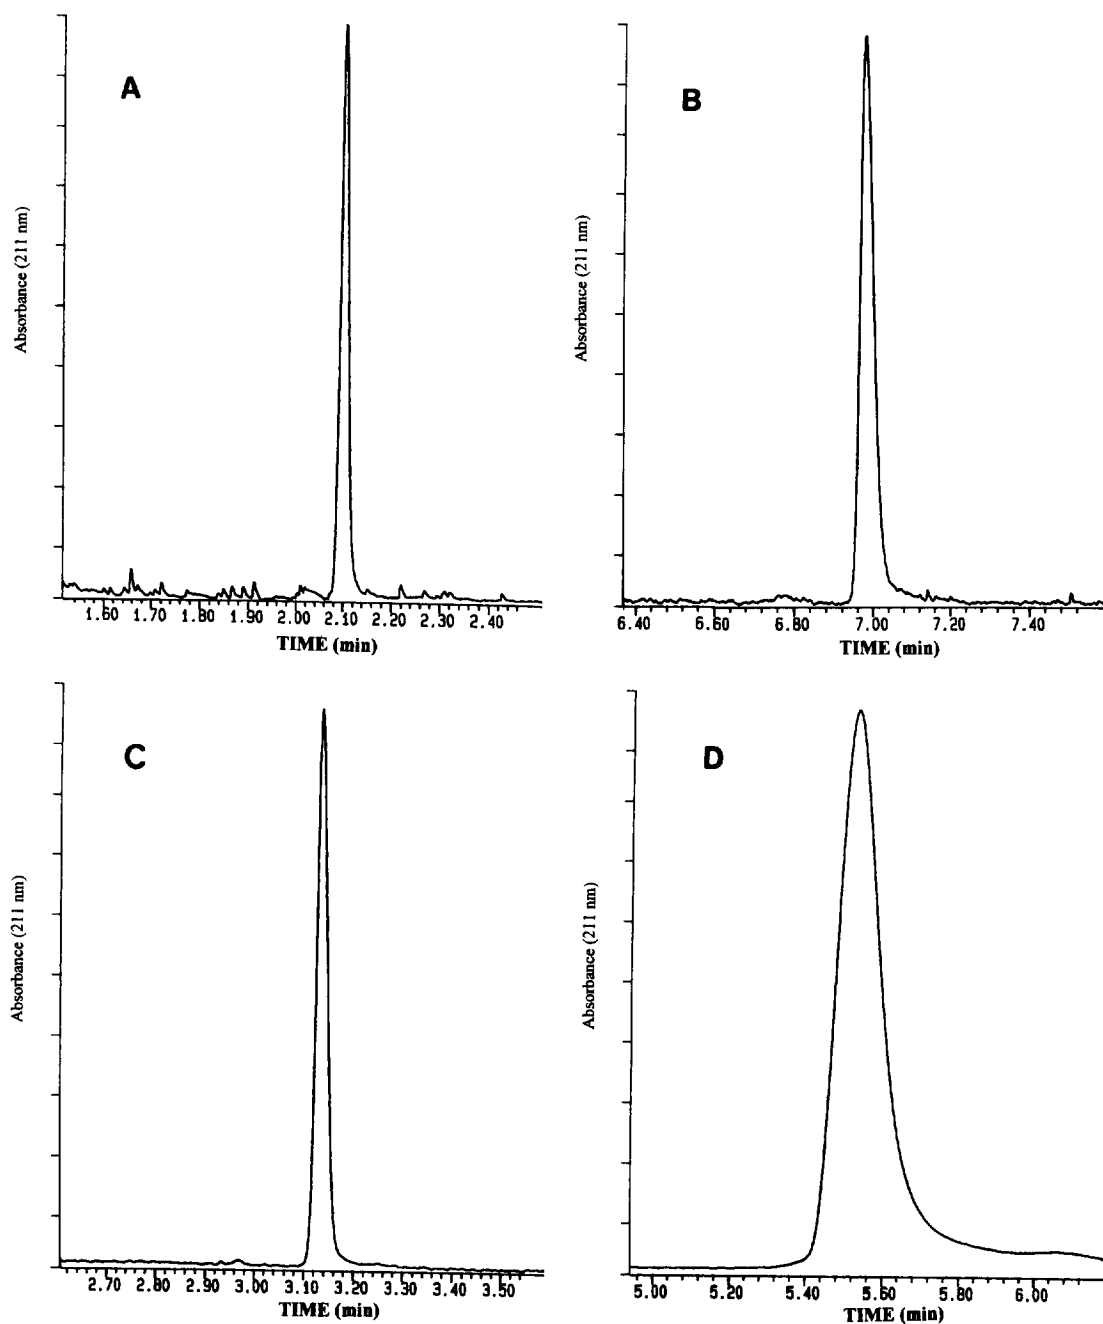 A
Absorbance (211 nm)
1.60 1.70 1.80 1.90 2.00 2.10 2.20 2.30 2.40
TIME (min)
B
Absorbance (211 nm)
6.40 6.60 6.80 7.00 7.20 7.40
TIME (min)
C
Absorbance (211 nm)
2.70 2.80 2.90 3.00 3.10 3.20 3.30 3.40 3.50
TIME (min)
D
Absorbance (211 nm)
5.00 5.20 5.40 5.60 5.80 6.00
TIME (min)